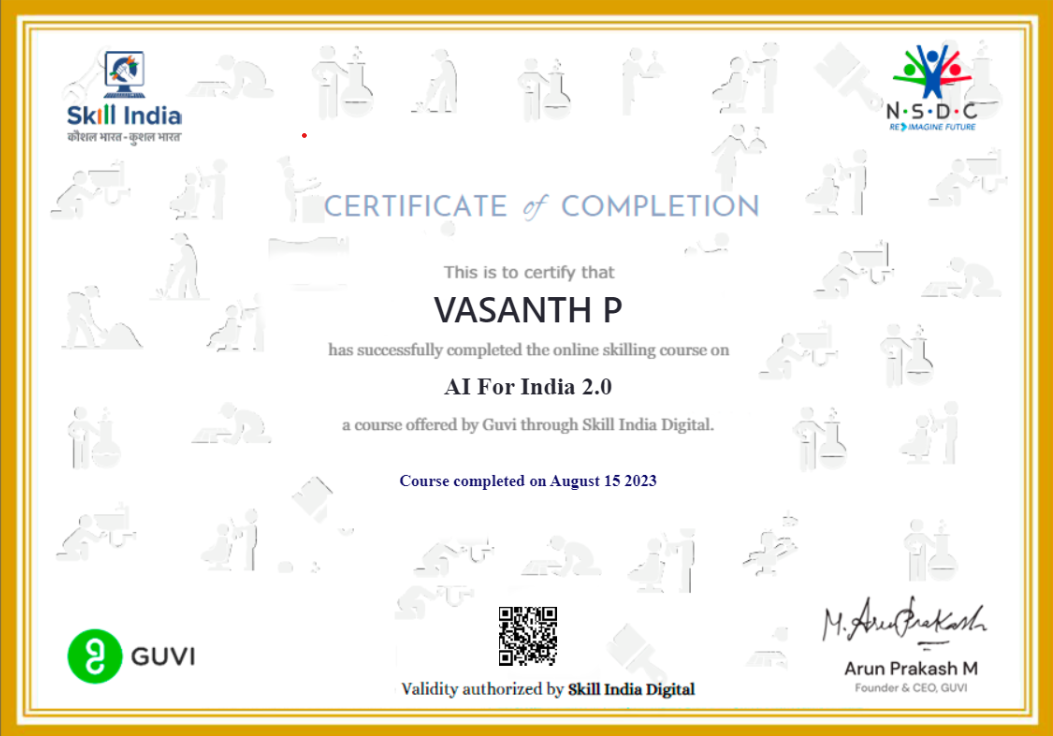 Skill India
कौशल भारत-कुशल भारत
N·S·D·C
RE IMAGINE FUTURE
CERTIFICATE of COMPLETION
This is to certify that
VASANTH P
has successfully completed the online skilling course on
AI For India 2.0
a course offered by Guvi through Skill India Digital.
Course completed on August 15 2023
GUVI
M. Arun Prakash
Arun Prakash M
Founder & CEO, GUVI
Validity authorized by Skill India Digital